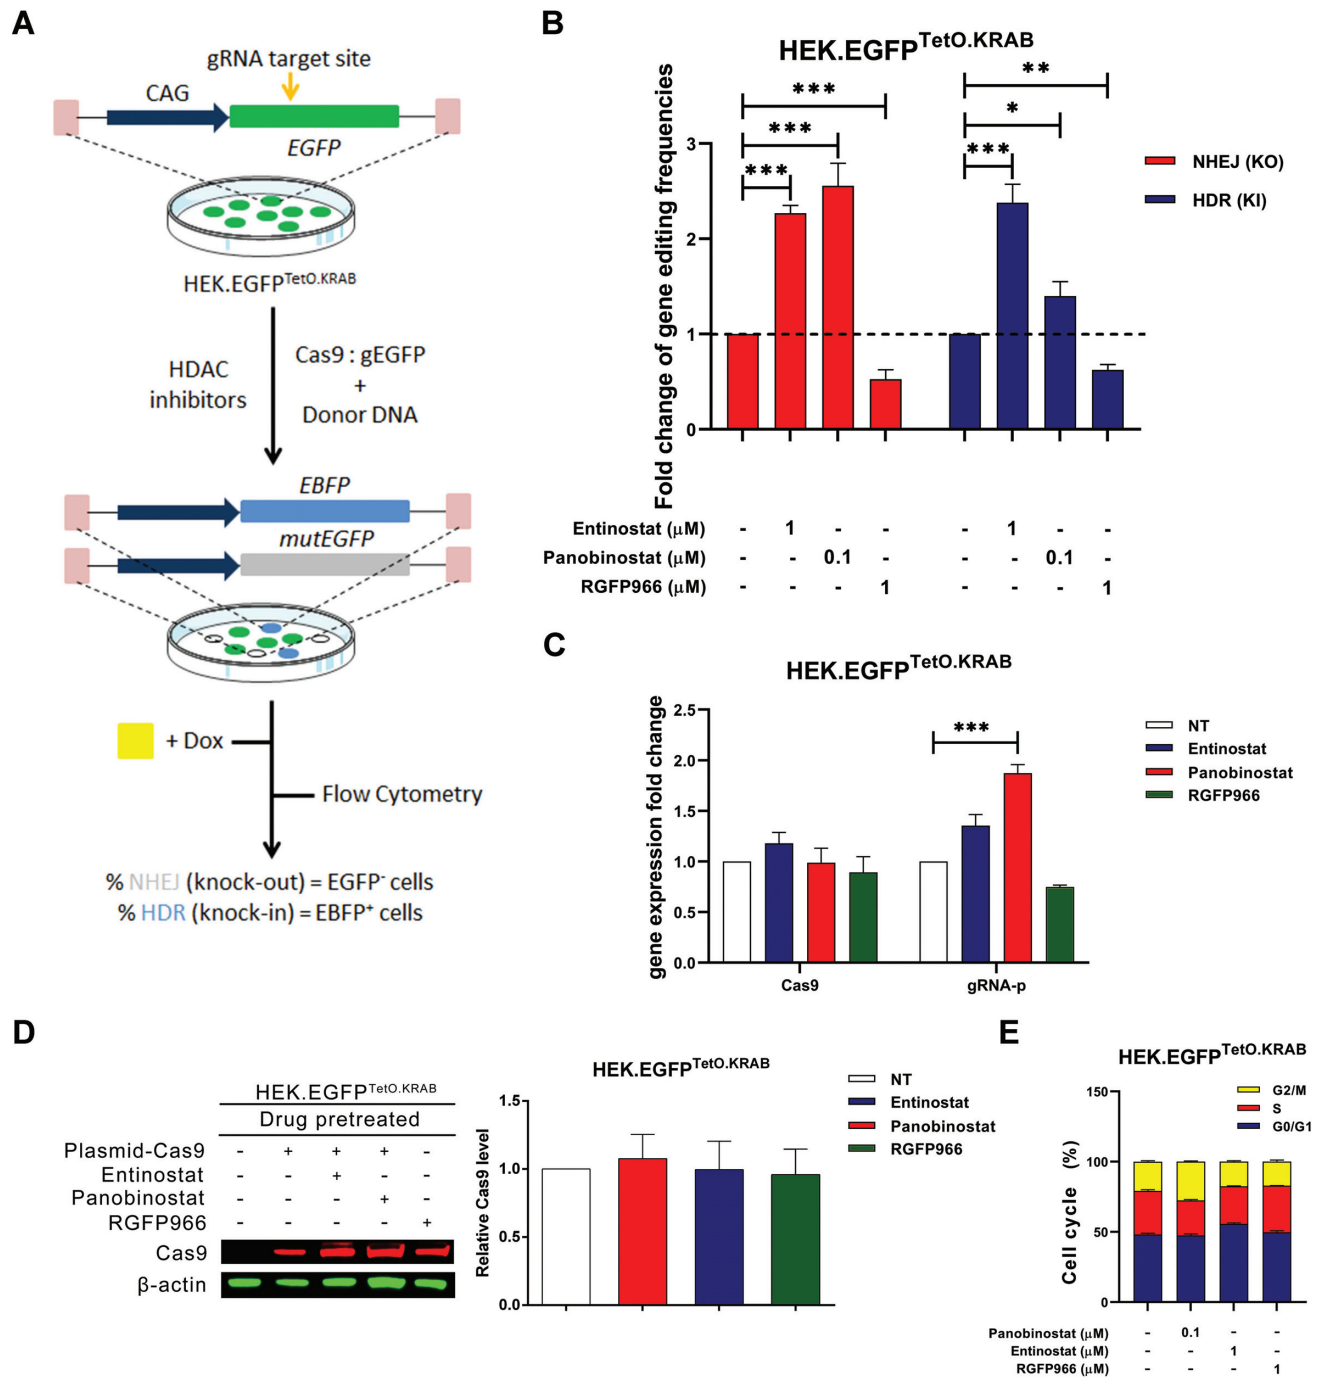 A
gRNA target site
CAG
EGFP
HEK.EGFPTetO.KRAB
HDAC
inhibitors
Cas9 : gEGFP
+
Donor DNA
EBFP
mutEGFP
+ Dox
Flow Cytometry
% NHEJ (knock-out) = EGFP- cells
% HDR (knock-in) = EBFP+ cells
B
HEK.EGFPTetO.KRAB
Fold change of gene editing frequencies
3
2
1
0
*** *** ***
*** * **
NHEJ (KO)
HDR (KI)
Entinostat (μM) - 1 - - - 1 - -
Panobinostat (μM) - - 0.1 - - - 0.1 -
RGFP966 (μM) - - - 1 - - - 1
C
HEK.EGFPTetO.KRAB
gene expression fold change
2.5
2.0
1.5
1.0
0.5
0.0
***
Cas9 gRNA-p
NT
Entinostat
Panobinostat
RGFP966
D
HEK.EGFPTetO.KRAB
Drug pretreated
Plasmid-Cas9 - + + + -
Entinostat - - + - -
Panobinostat - - - + -
RGFP966 - - - - +
Cas9
β-actin
HEK.EGFPTetO.KRAB
Relative Cas9 level
1.5
1.0
0.5
0.0
NT
Entinostat
Panobinostat
RGFP966
E
HEK.EGFPTetO.KRAB
G2/M
S
G0/G1
Cell cycle (%)
150
100
50
0
Panobinostat (μM) - 0.1 - -
Entinostat (μM) - - 1 -
RGFP966 (μM) - - - 1